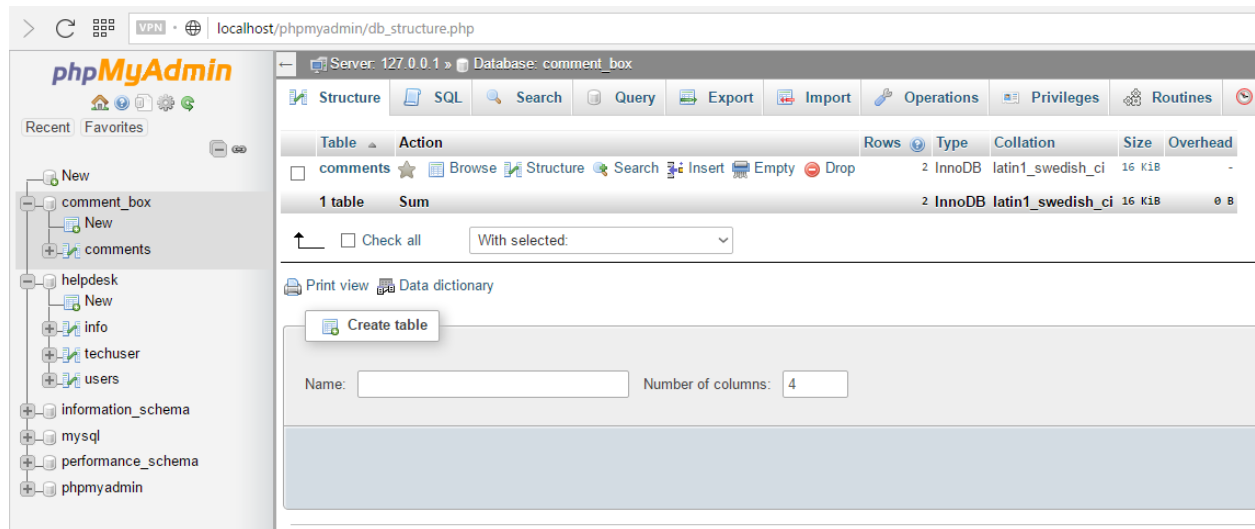 VPN localhost/phpmyadmin/db_structure.php
phpMyAdmin
Recent Favorites
New
comment_box
New
comments
helpdesk
New
info
techuser
users
information_schema
mysql
performance_schema
phpmyadmin
Server: 127.0.0.1 » Database: comment_box
Structure SQL Search Query Export Import Operations Privileges Routines
Table Action Rows Type Collation Size Overhead
comments Browse Structure Search Insert Empty Drop 2 InnoDB latin1_swedish_ci 16 KiB -
1 table Sum 2 InnoDB latin1_swedish_ci 16 KiB 0 B
Check all With selected:
Print view Data dictionary
Create table
Name: Number of columns: 4